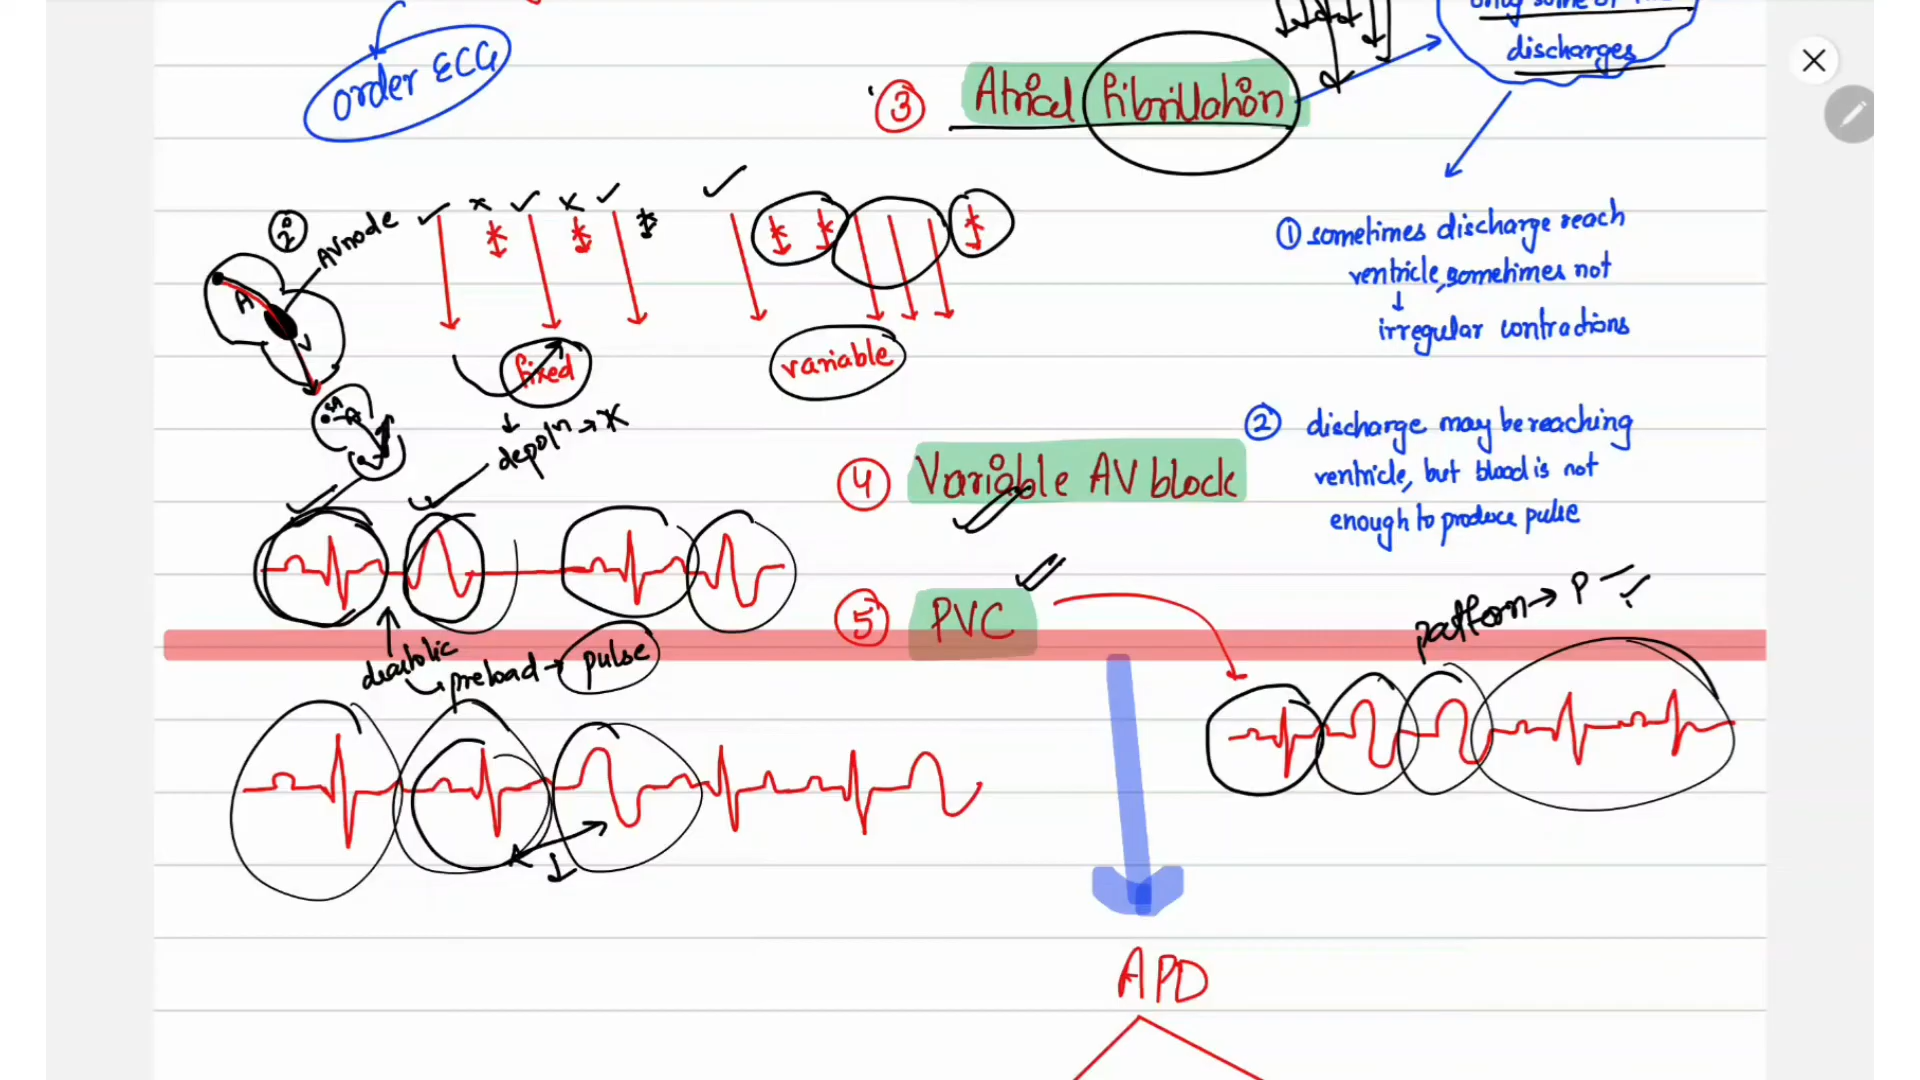 order ECG
discharges
③ Atrial fibrillation
2
AV node
A
V
fixed
variable
① sometimes discharge reach
ventricle, sometimes not
irregular contractions
SA
depolⁿ → x
④ Variable AV block
② discharge may be reaching
ventricle, but blood is not
enough to produce pulse
⑤ PVC
pattern → P
diastolic
preload → pulse
APD